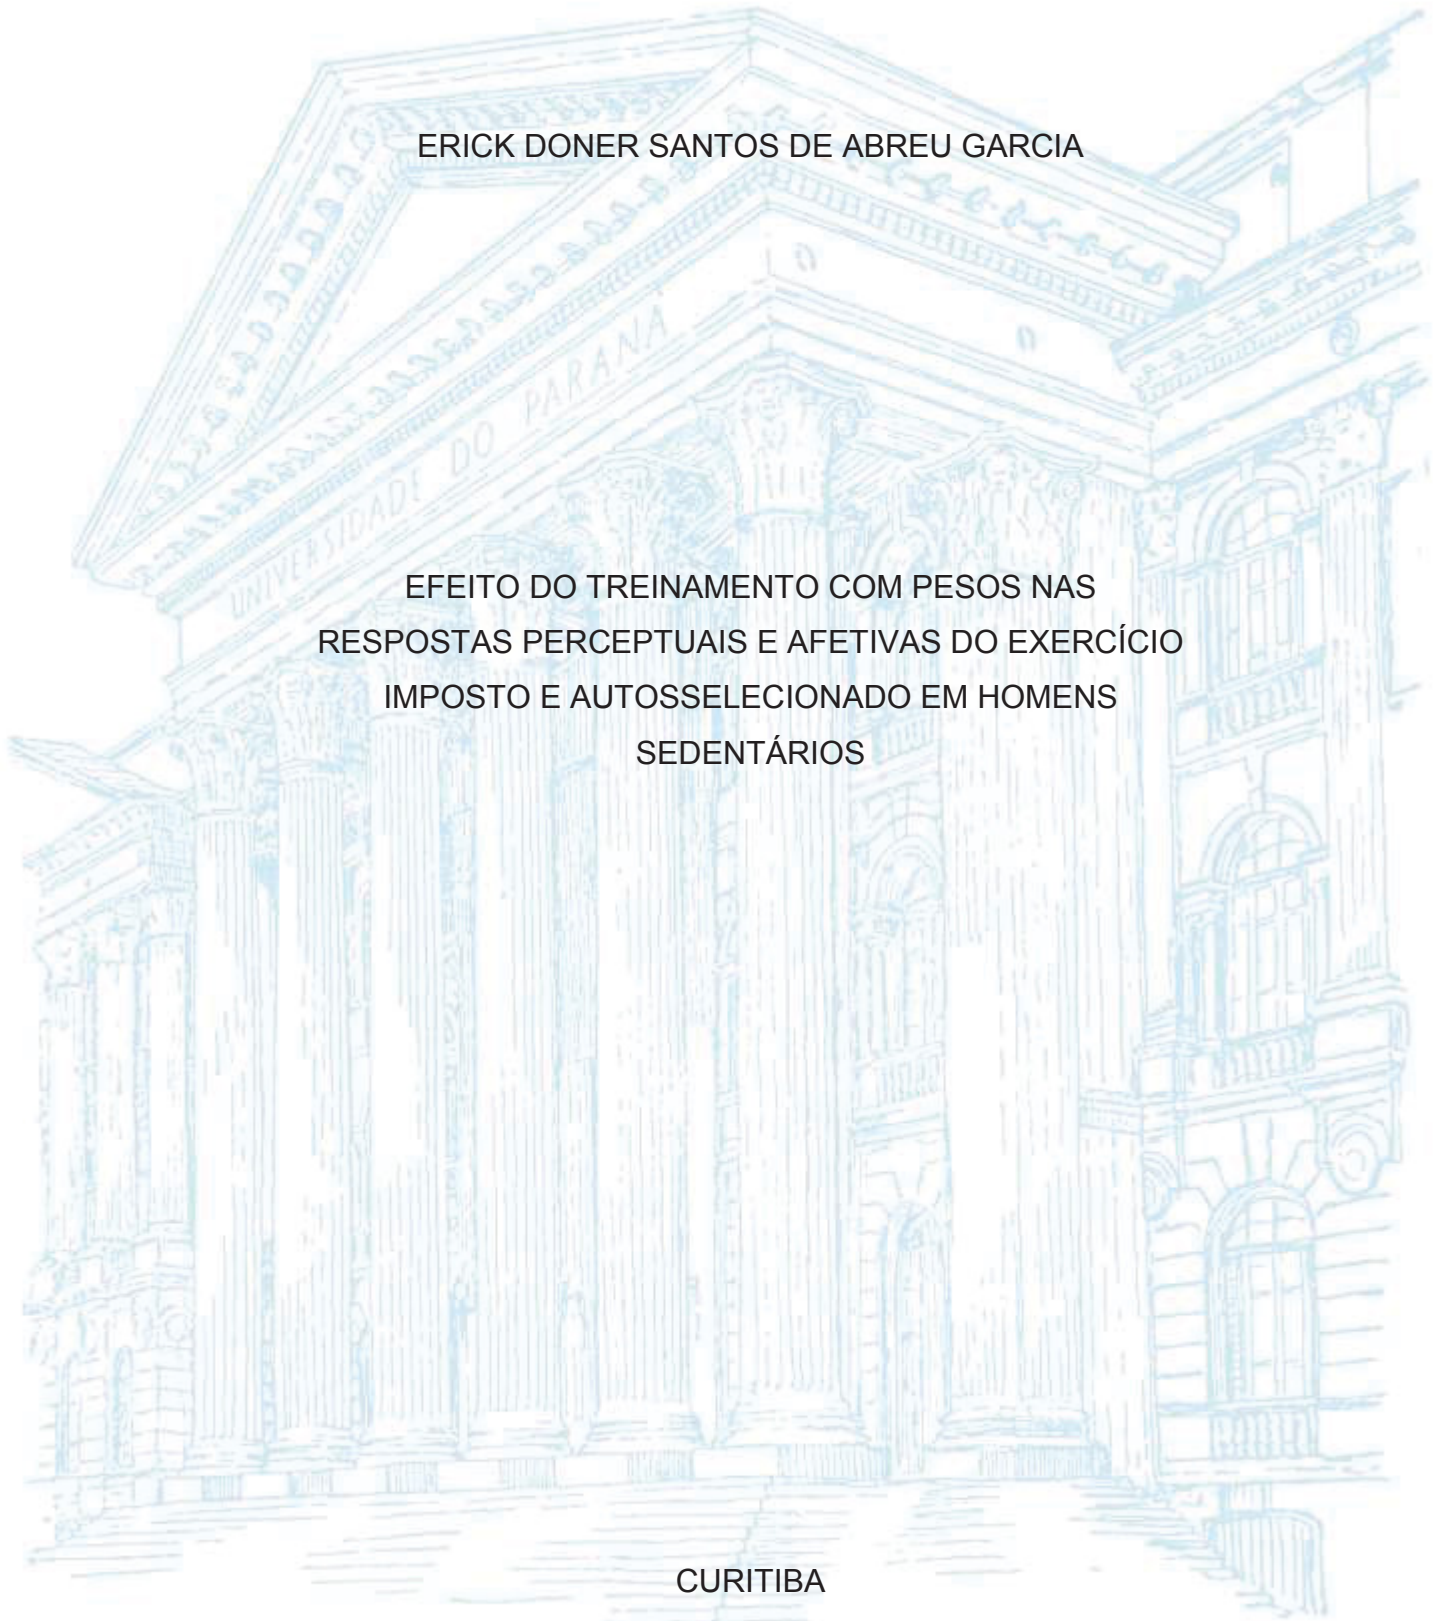 ERICK DONER SANTOS DE ABREU GARCIA
UNIVERSIDADE DO PARANÁ
EFEITO DO TREINAMENTO COM PESOS NAS
RESPOSTAS PERCEPTUAIS E AFETIVAS DO EXERCÍCIO
IMPOSTO E AUTOSSELECIONADO EM HOMENS
SEDENTÁRIOS
CURITIBA